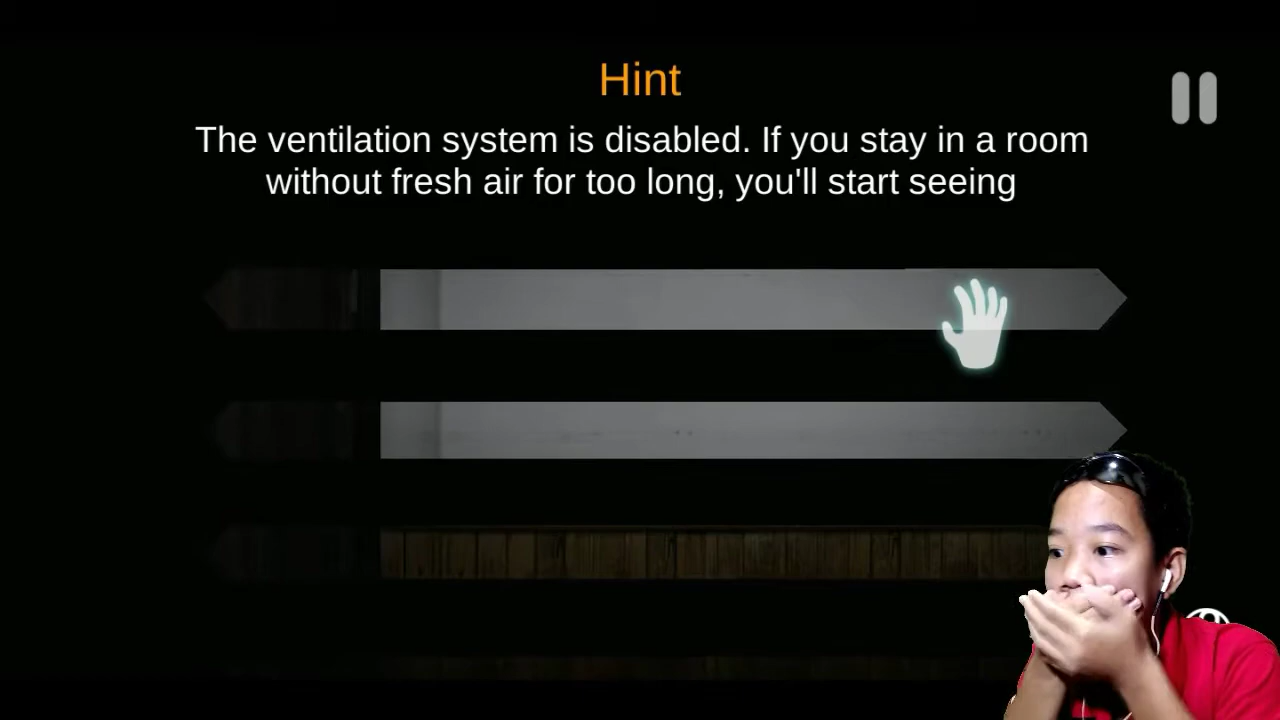 Hint
The ventilation system is disabled. If you stay in a room
without fresh air for too long, you'll start seeing